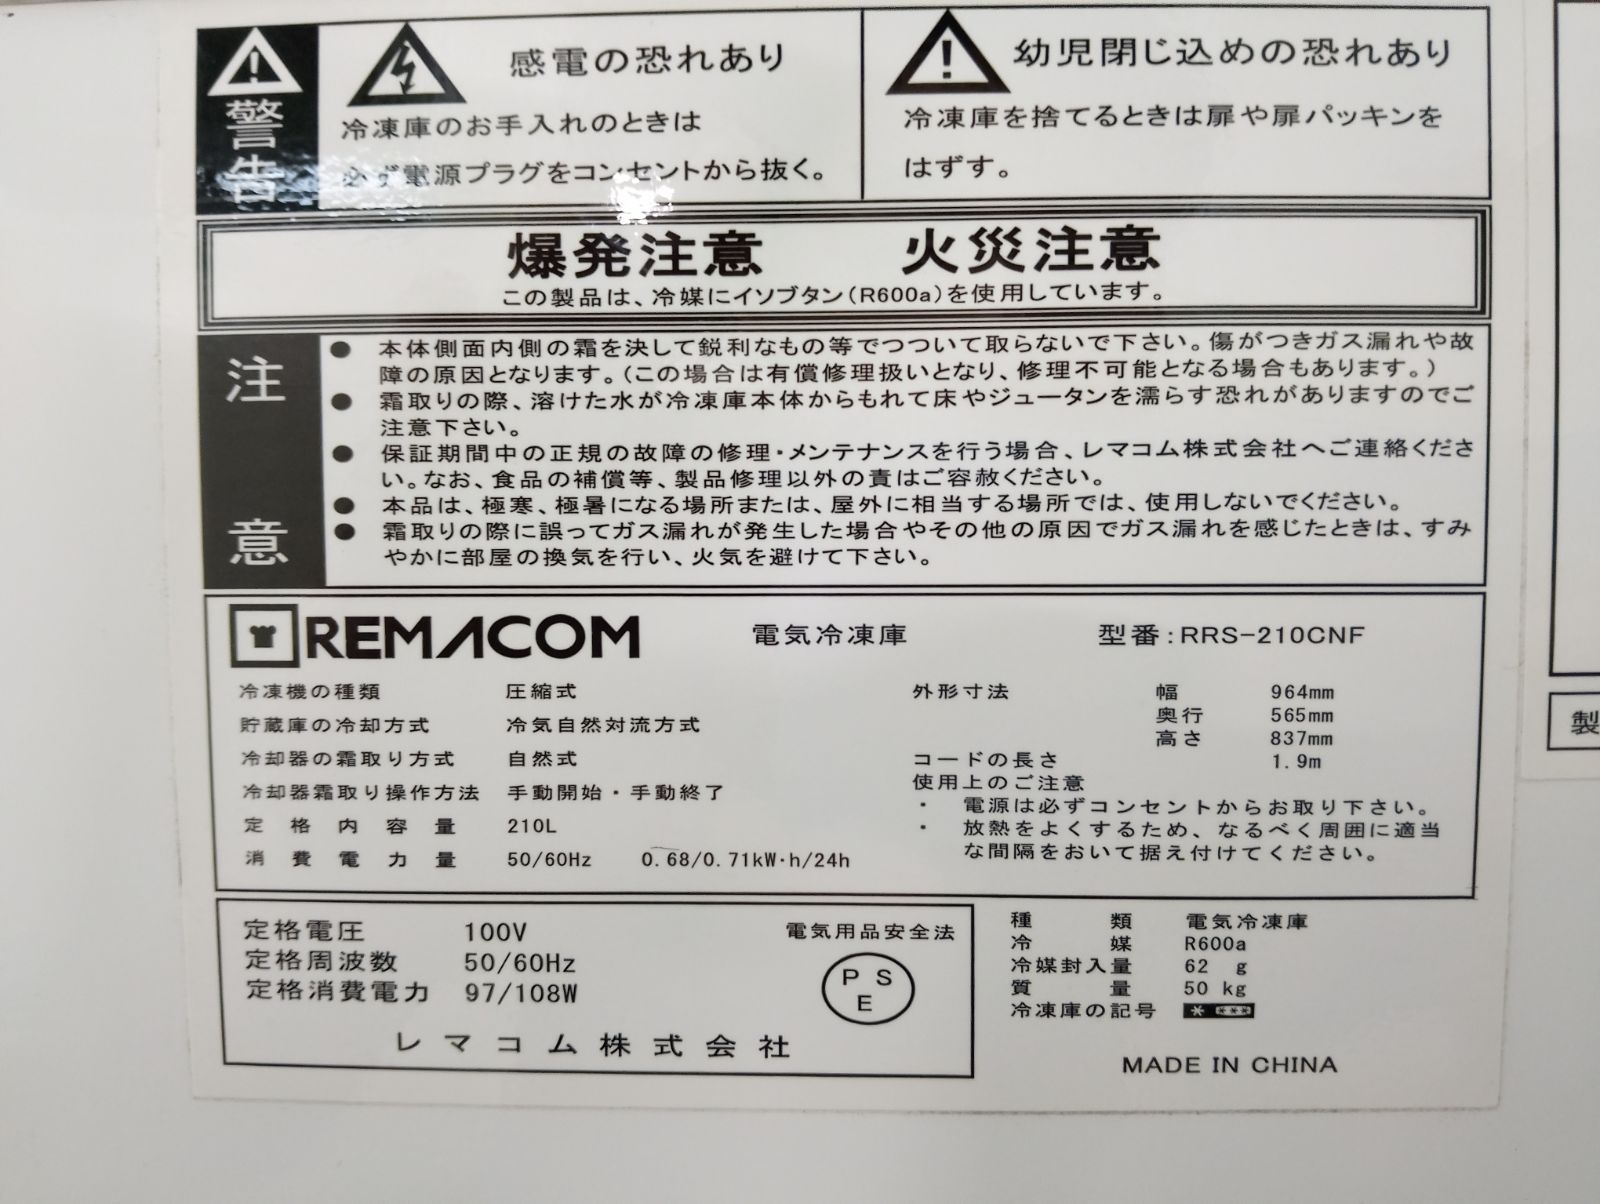 警告
感電の恐れあり
冷凍庫のお手入れのときは
必ず電源プラグをコンセントから抜く。
幼児閉じ込めの恐れあり
冷凍庫を捨てるときは扉や扉パッキンを
はずす。
爆発注意 火災注意
この製品は、冷媒にイソブタン(R600a)を使用しています。
注意
● 本体側面内側の霜を決して鋭利なもの等でつついて取らないで下さい。傷がつきガス漏れや故
障の原因となります。(この場合は有償修理扱いとなり、修理不可能となる場合もあります。)
● 霜取りの際、溶けた水が冷凍庫本体からもれて床やジュータンを濡らす恐れがありますのでご
注意下さい。
● 保証期間中の正規の故障の修理・メンテナンスを行う場合、レマコム株式会社へご連絡くださ
い。なお、食品の補償等、製品修理以外の責はご容赦ください。
● 本品は、極寒、極暑になる場所または、屋外に相当する場所では、使用しないでください。
● 霜取りの際に誤ってガス漏れが発生した場合やその他の原因でガス漏れを感じたときは、すみ
やかに部屋の換気を行い、火気を避けて下さい。
REMACOM 電気冷凍庫 型番:RRS-210CNF
冷凍機の種類 圧縮式
貯蔵庫の冷却方式 冷気自然対流方式
冷却器の霜取り方式 自然式
冷却器霜取り操作方法 手動開始・手動終了
定格内容量 210L
消費電力量 50/60Hz 0.68/0.71kW・h/24h
外形寸法 幅 964mm
奥行 565mm
高さ 837mm
コードの長さ 1.9m
使用上のご注意
・ 電源は必ずコンセントからお取り下さい。
・ 放熱をよくするため、なるべく周囲に適当
な間隔をおいて据え付けてください。
定格電圧 100V
定格周波数 50/60Hz
定格消費電力 97/108W
電気用品安全法
PS
E
レマコム株式会社
種類 電気冷凍庫
冷媒 R600a
冷媒封入量 62 g
質量 50 kg
冷凍庫の記号 * ***
MADE IN CHINA
製